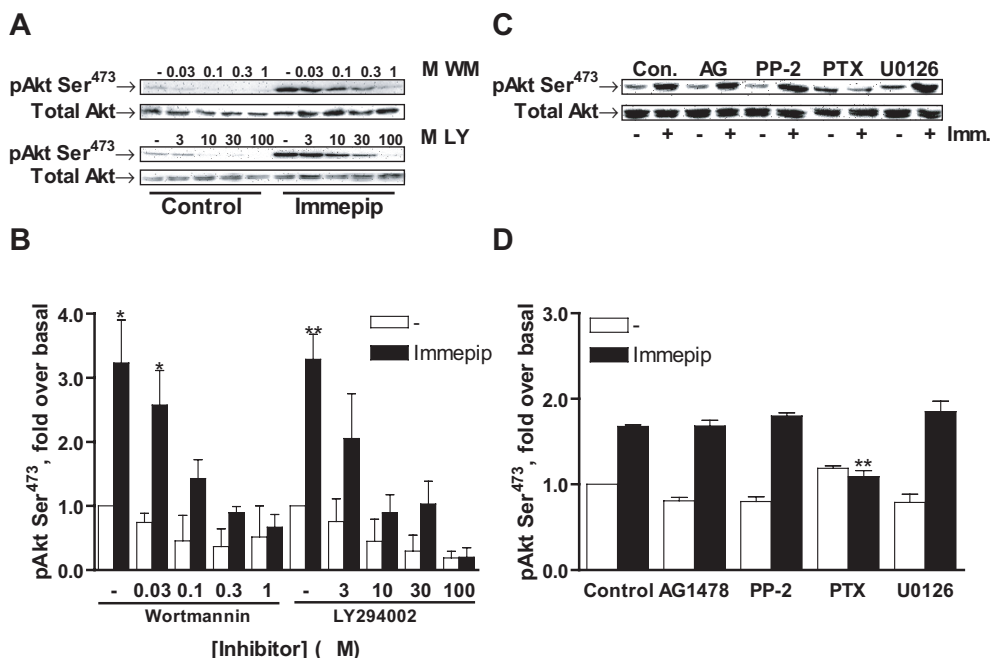 A
- 0.03 0.1 0.3 1 - 0.03 0.1 0.3 1 M WM
pAkt Ser473→
Total Akt→
- 3 10 30 100 - 3 10 30 100 M LY
pAkt Ser473→
Total Akt→
Control Immepip
C
Con. AG PP-2 PTX U0126
pAkt Ser473→
Total Akt→
- + - + - + - + - + Imm.
B
pAkt Ser473, fold over basal
4.0
3.0
2.0
1.0
0.0
* * **
-
Immepip
- 0.03 0.1 0.3 1 - 3 10 30 100
Wortmannin LY294002
[Inhibitor] ( M)
D
pAkt Ser473, fold over basal
3.0
2.0
1.0
0.0
-
Immepip
**
Control AG1478 PP-2 PTX U0126